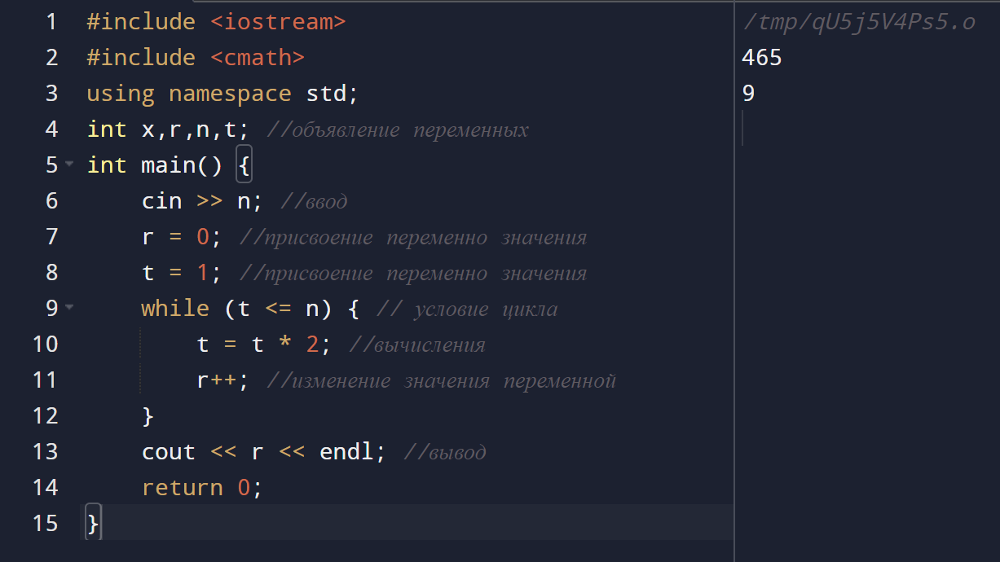 1 #include <iostream>
2 #include <cmath>
3 using namespace std;
4 int x,r,n,t; //объявление переменных
5 int main() {
6 cin >> n; //ввод
7 r = 0; //присвоение переменно значения
8 t = 1; //присвоение переменно значения
9 while (t <= n) { // условие цикла
10 t = t * 2; //вычисления
11 r++; //изменение значения переменной
12 }
13 cout << r << endl; //вывод
14 return 0;
15 }
/tmp/qU5j5V4Ps5.o
465
9